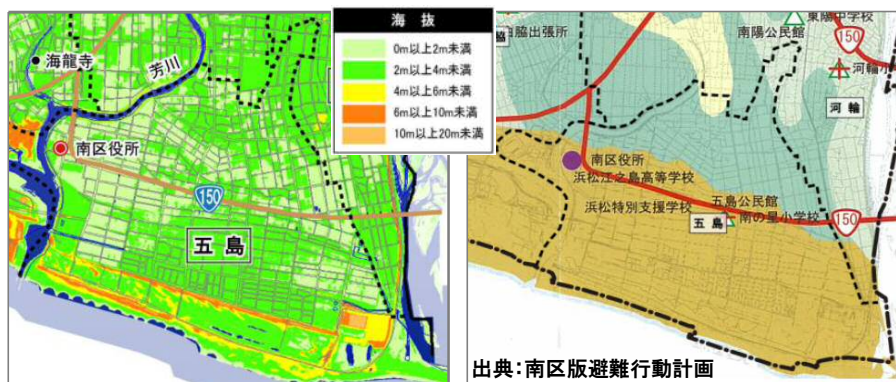 海抜
0m以上2m未満
2m以上4m未満
4m以上6m未満
6m以上10m未満
10m以上20m未満
海龍寺
芳川
南区役所
150
五島
白脇出張所
東陽中学校
南陽公民館
150
河輪小
河輪
南区役所
浜松江之島高等学校
五島公民館
浜松特別支援学校
南の星小学校
五島
150
出典:南区版避難行動計画